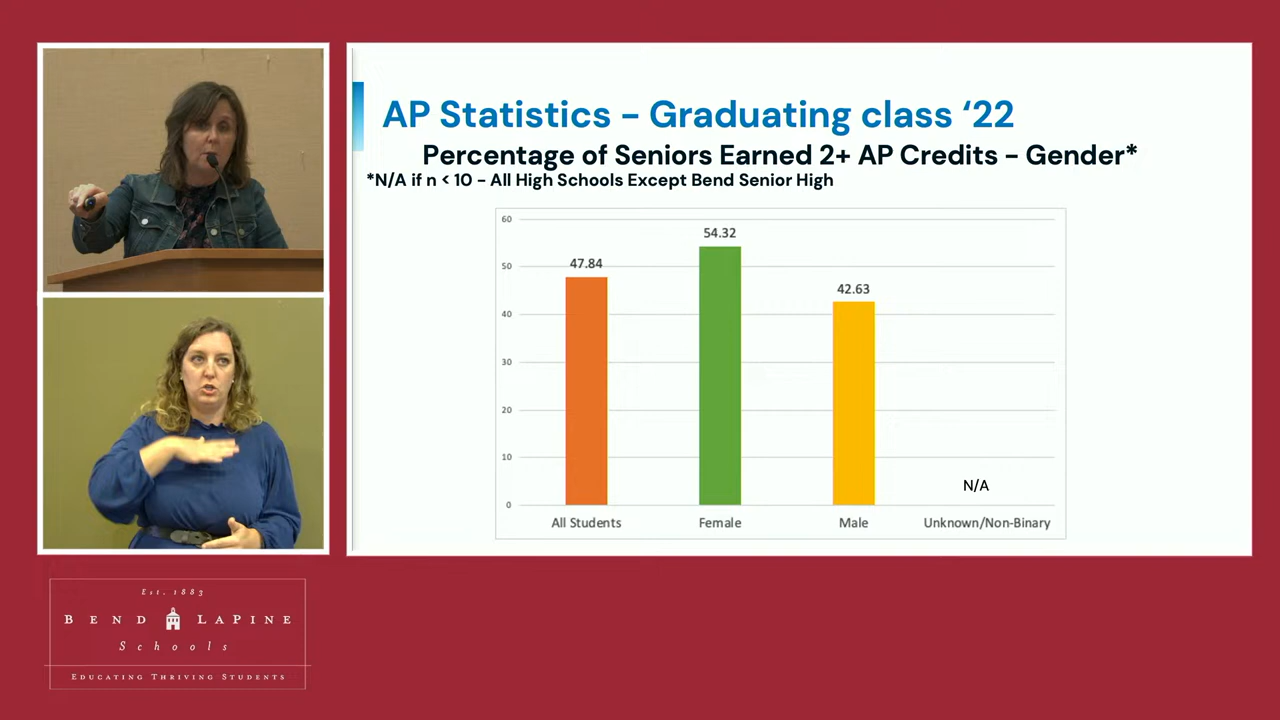 AP Statistics – Graduating class ‘22
Percentage of Seniors Earned 2+ AP Credits – Gender*
*N/A if n < 10 – All High Schools Except Bend Senior High
60
50
40
30
20
10
0
47.84
54.32
42.63
N/A
All Students
Female
Male
Unknown/Non-Binary
Est. 1883
BEND LAPINE
Schools
EDUCATING THRIVING STUDENTS